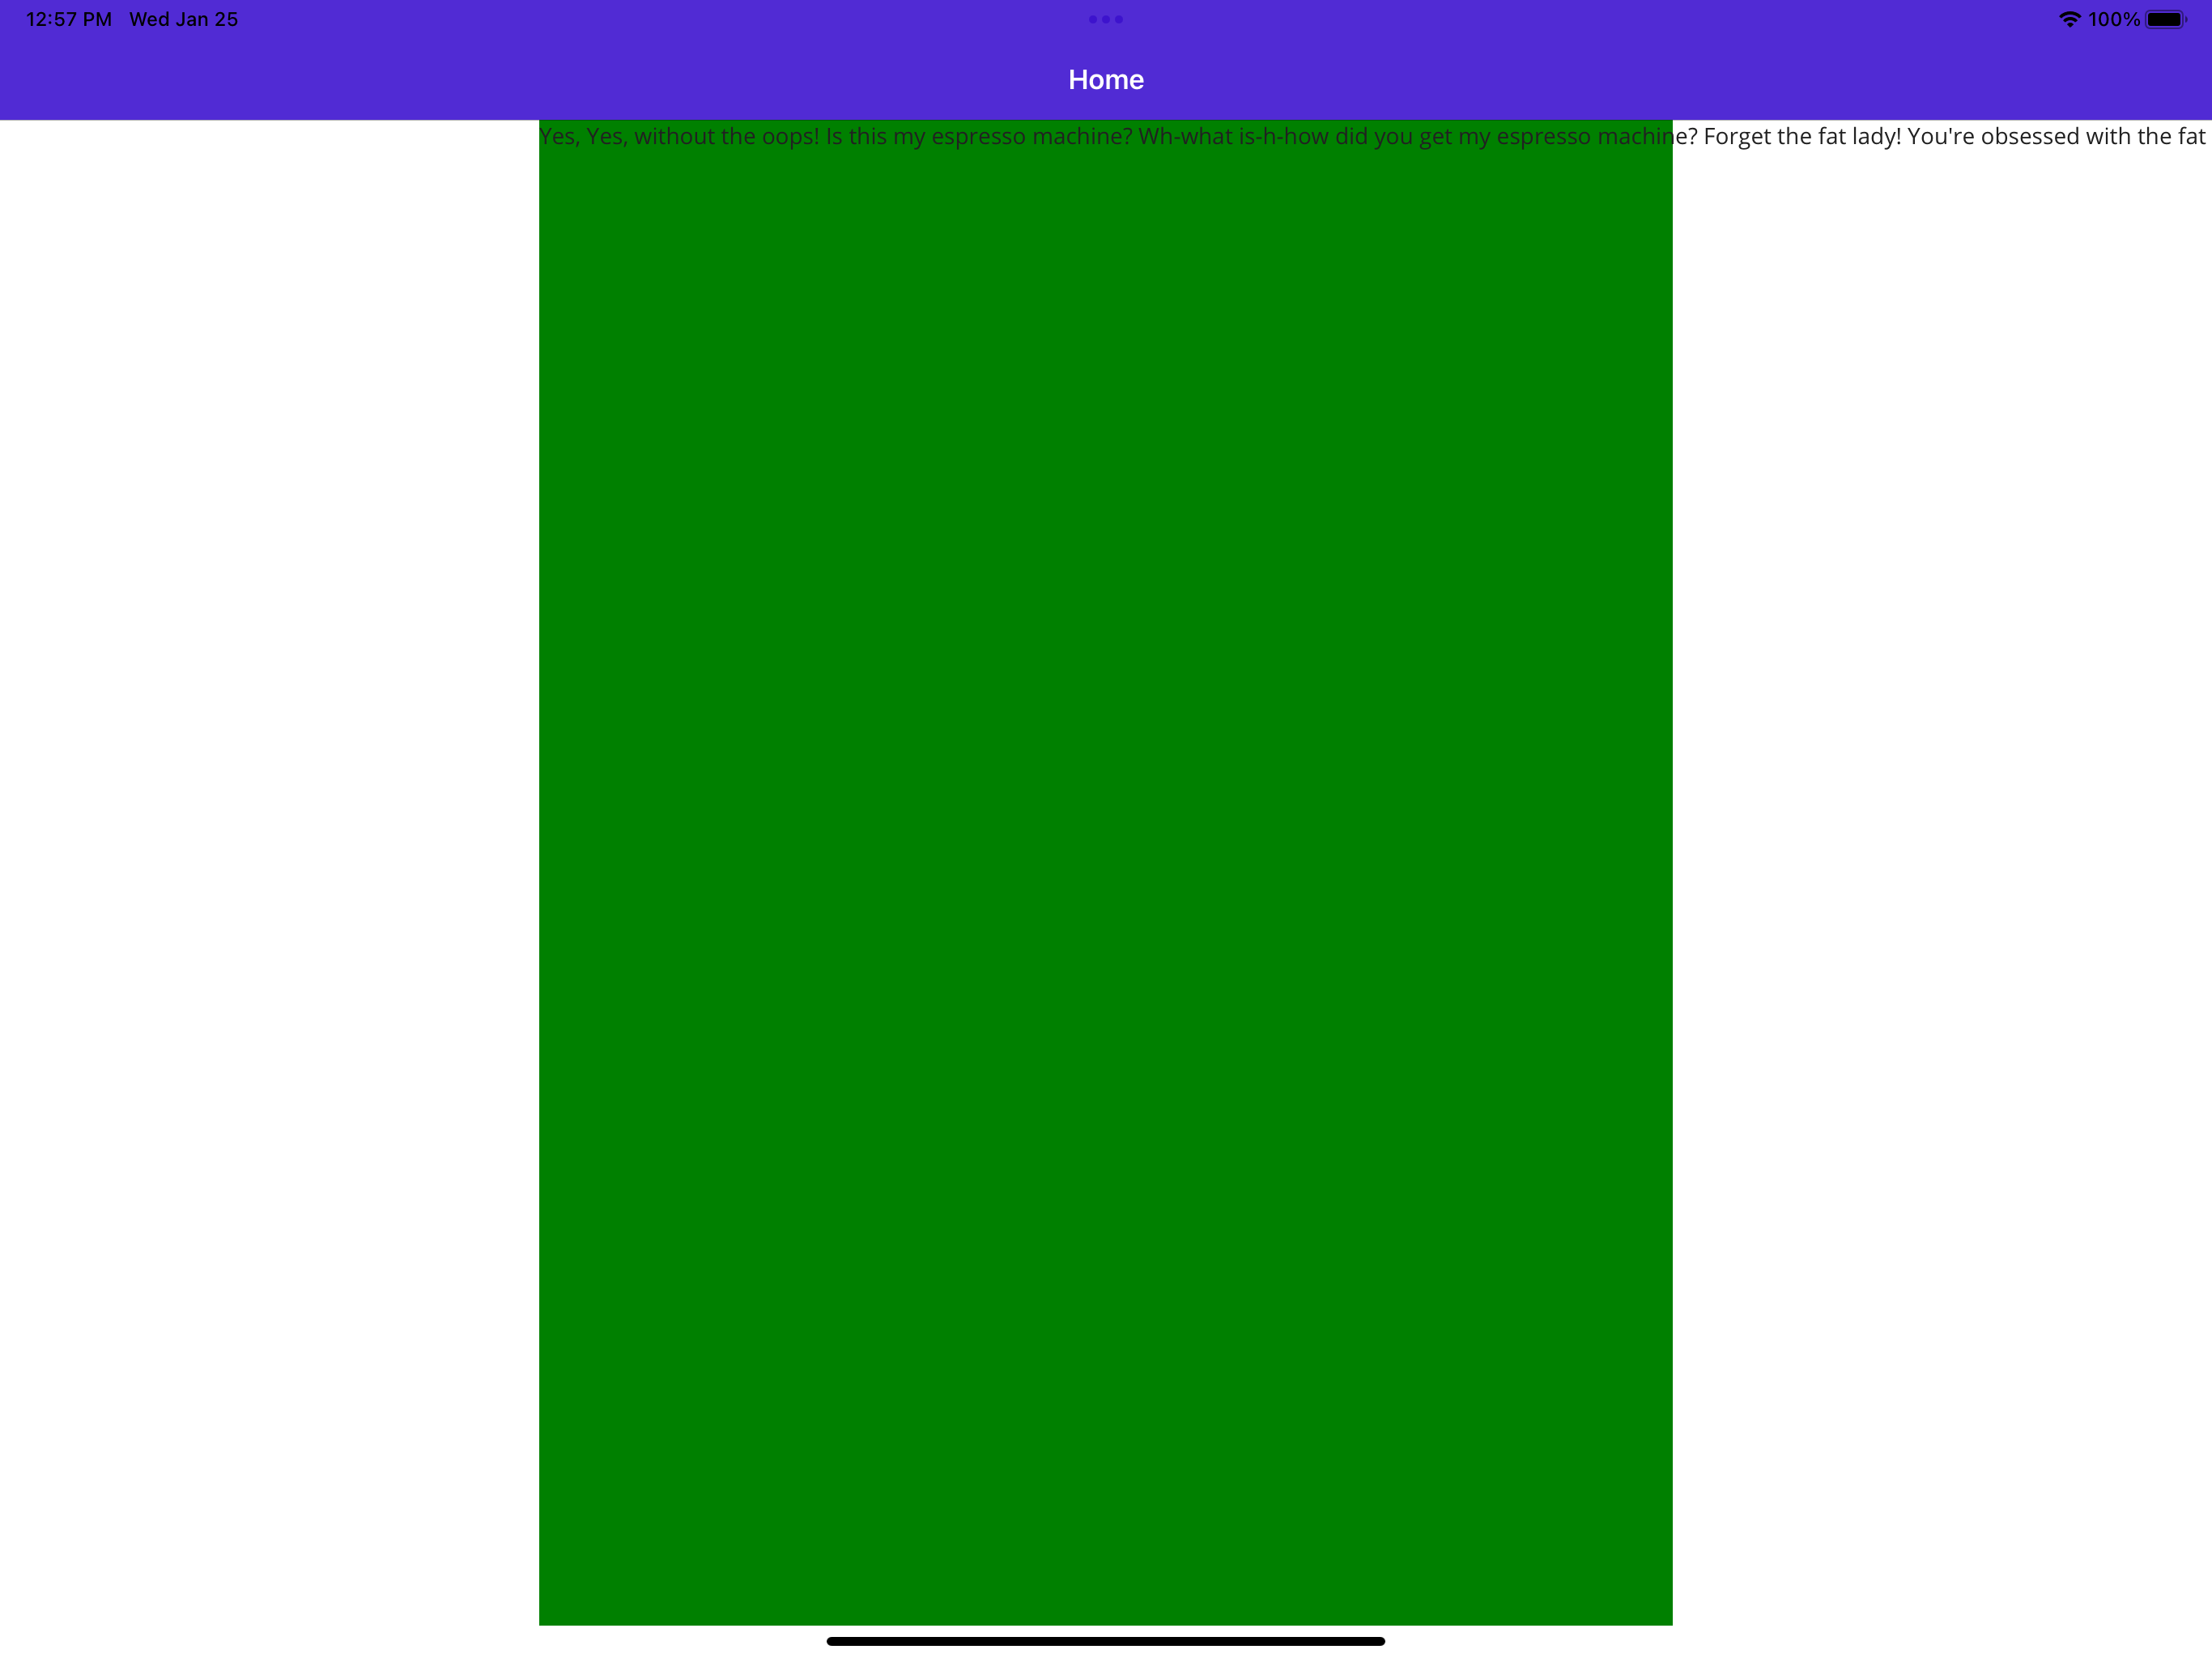 12:57 PM Wed Jan 25
100%
Home
Yes, Yes, without the oops! Is this my espresso machine? Wh-what is-h-how did you get my espresso machine? Forget the fat lady! You're obsessed with the fat